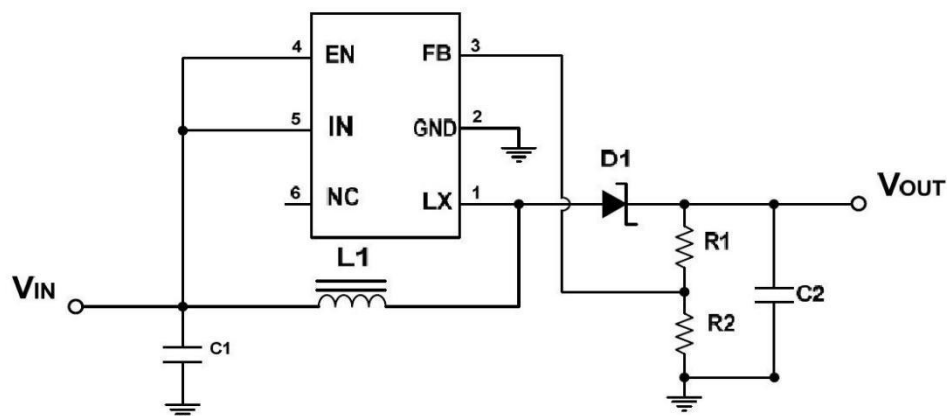 4 EN FB 3
5 IN GND 2
6 NC LX 1
D1
VOUT
L1
R1
VIN
C1
R2
C2